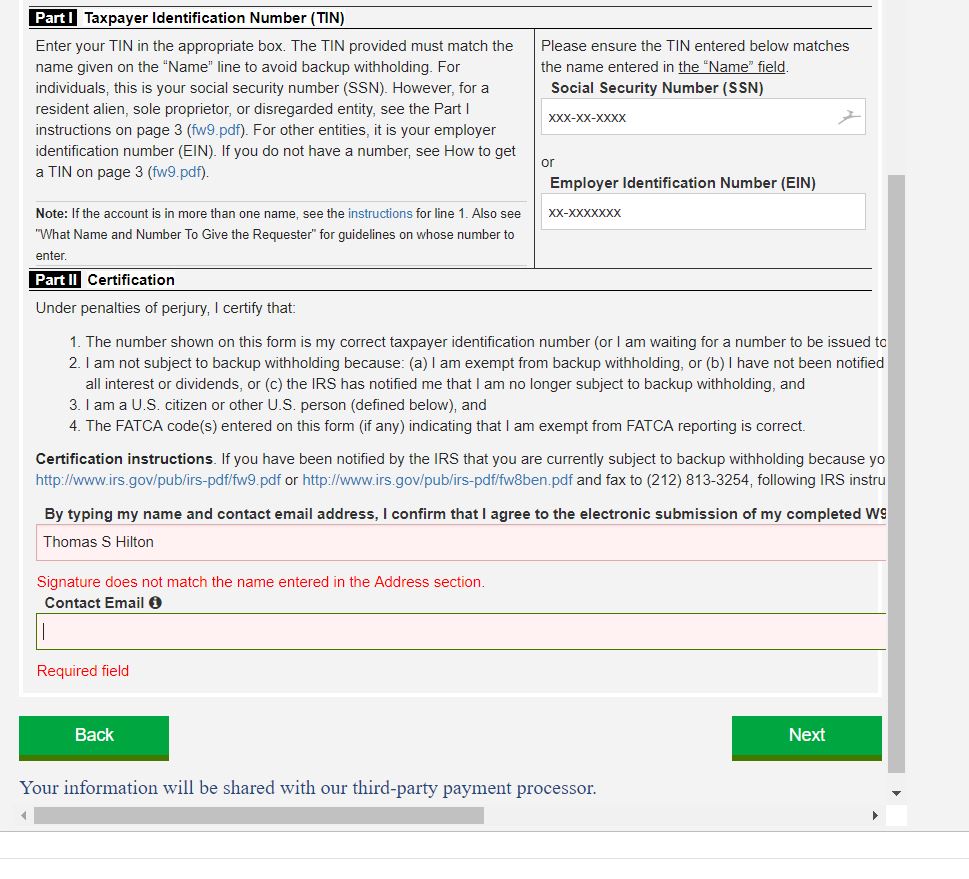 Part I Taxpayer Identification Number (TIN)
Enter your TIN in the appropriate box. The TIN provided must match the
name given on the “Name” line to avoid backup withholding. For
individuals, this is your social security number (SSN). However, for a
resident alien, sole proprietor, or disregarded entity, see the Part I
instructions on page 3 (fw9.pdf). For other entities, it is your employer
identification number (EIN). If you do not have a number, see How to get
a TIN on page 3 (fw9.pdf).
Note: If the account is in more than one name, see the instructions for line 1. Also see
"What Name and Number To Give the Requester" for guidelines on whose number to
enter.
Please ensure the TIN entered below matches
the name entered in the “Name” field.
Social Security Number (SSN)
xxx-xx-xxxx
or
Employer Identification Number (EIN)
xx-xxxxxxx
Part II Certification
Under penalties of perjury, I certify that:
1. The number shown on this form is my correct taxpayer identification number (or I am waiting for a number to be issued to
2. I am not subject to backup withholding because: (a) I am exempt from backup withholding, or (b) I have not been notified
all interest or dividends, or (c) the IRS has notified me that I am no longer subject to backup withholding, and
3. I am a U.S. citizen or other U.S. person (defined below), and
4. The FATCA code(s) entered on this form (if any) indicating that I am exempt from FATCA reporting is correct.
Certification instructions. If you have been notified by the IRS that you are currently subject to backup withholding because yo
http://www.irs.gov/pub/irs-pdf/fw9.pdf or http://www.irs.gov/pub/irs-pdf/fw8ben.pdf and fax to (212) 813-3254, following IRS instru
By typing my name and contact email address, I confirm that I agree to the electronic submission of my completed W9
Thomas S Hilton
Signature does not match the name entered in the Address section.
Contact Email
Required field
Back
Next
Your information will be shared with our third-party payment processor.